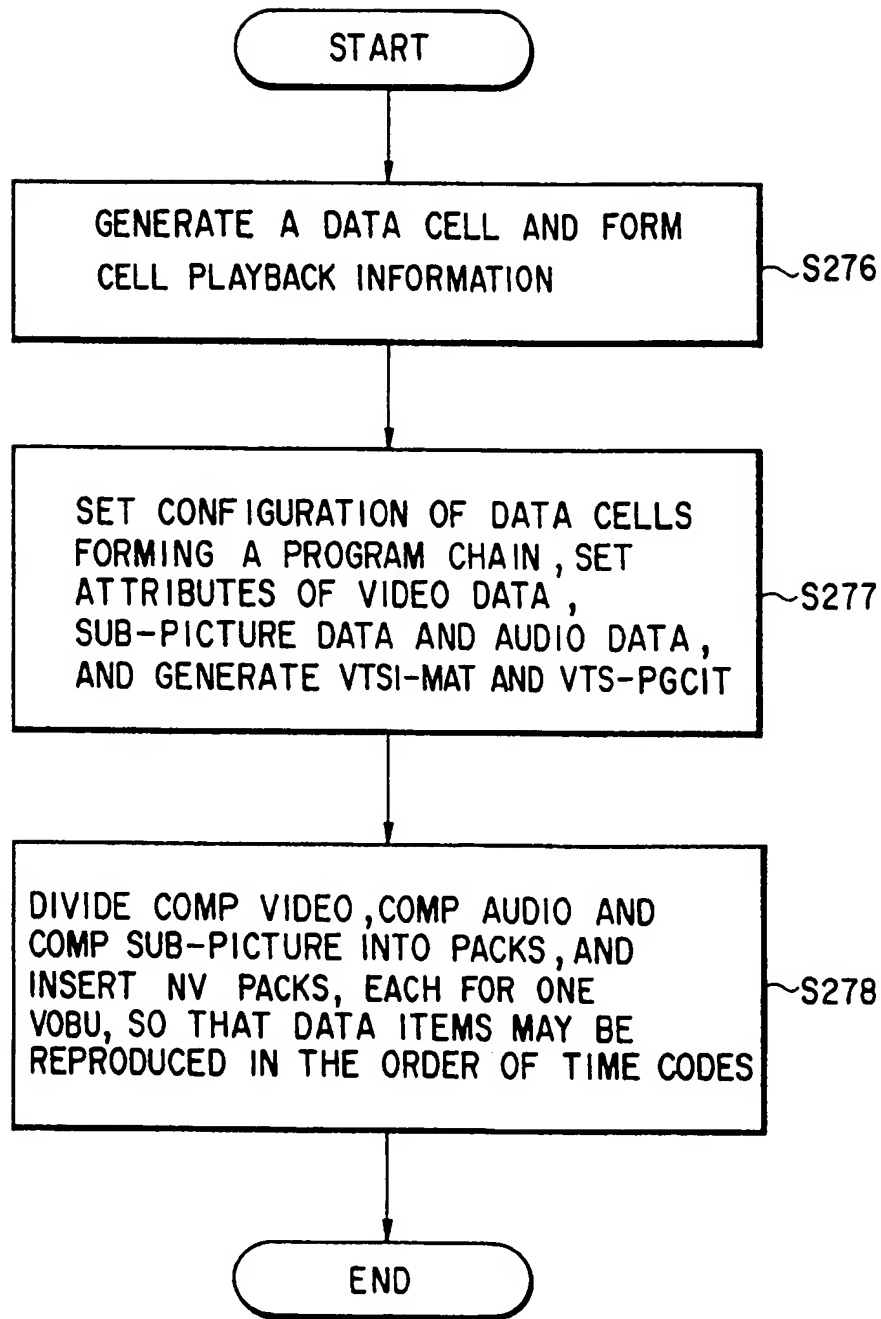 START
GENERATE A DATA CELL AND FORM
CELL PLAYBACK INFORMATION
S276
SET CONFIGURATION OF DATA CELLS
FORMING A PROGRAM CHAIN, SET
ATTRIBUTES OF VIDEO DATA,
SUB-PICTURE DATA AND AUDIO DATA,
AND GENERATE VTSI-MAT AND VTS-PGCIT
S277
DIVIDE COMP VIDEO, COMP AUDIO AND
COMP SUB-PICTURE INTO PACKS, AND
INSERT NV PACKS, EACH FOR ONE
VOBU, SO THAT DATA ITEMS MAY BE
REPRODUCED IN THE ORDER OF TIME CODES
S278
END